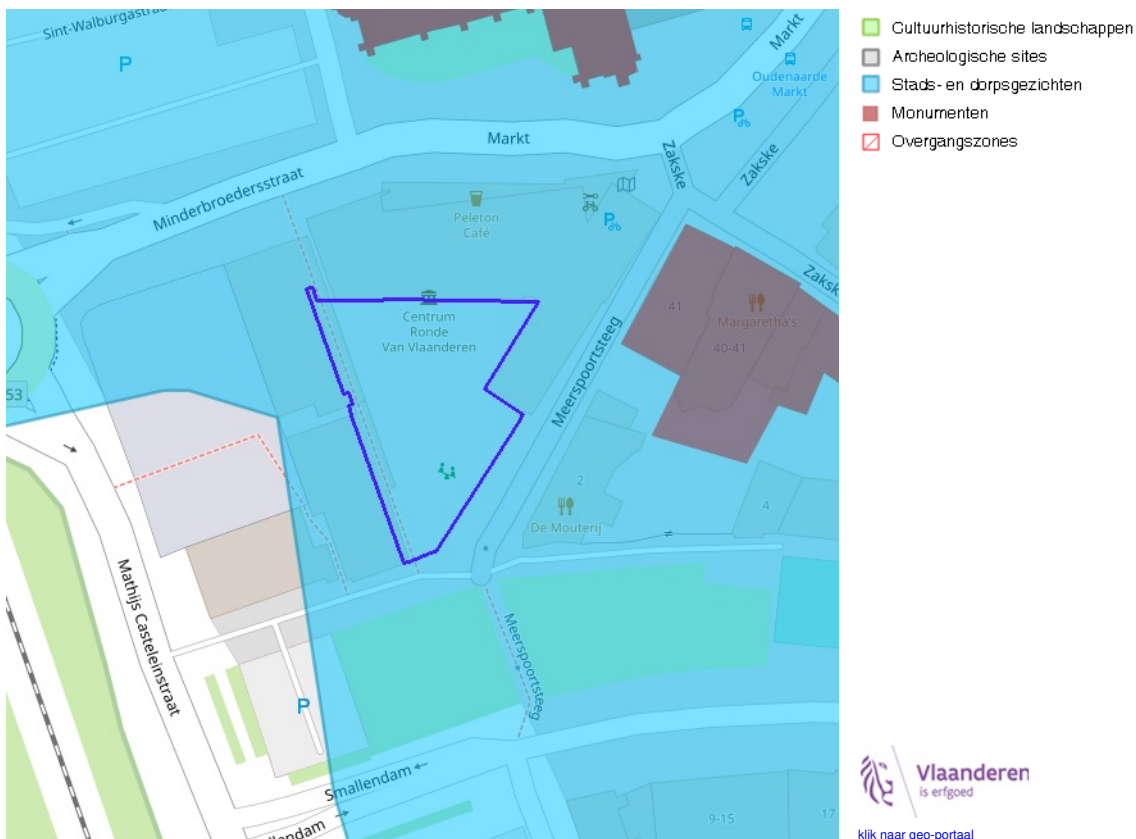 Sint-Walburgastraat
P
Markt
Oudenaarde
Markt
P
Markt
Zakske
Zakske
Minderbroedersstraat
Peleton
Café
P
Zakske
Centrum
Ronde
Van Vlaanderen
41
Margaretha's
40-41
Meerspoortsteeg
53
2
De Mouterij
4
Mathijs Casteleinstraat
Meerspoortsteeg
P
Smallendam
llendam
9-15
17
Cultuurhistorische landschappen
Archeologische sites
Stads- en dorpsgezichten
Monumenten
Overgangszones
Vlaanderen
is erfgoed
klik naar geo-portaal